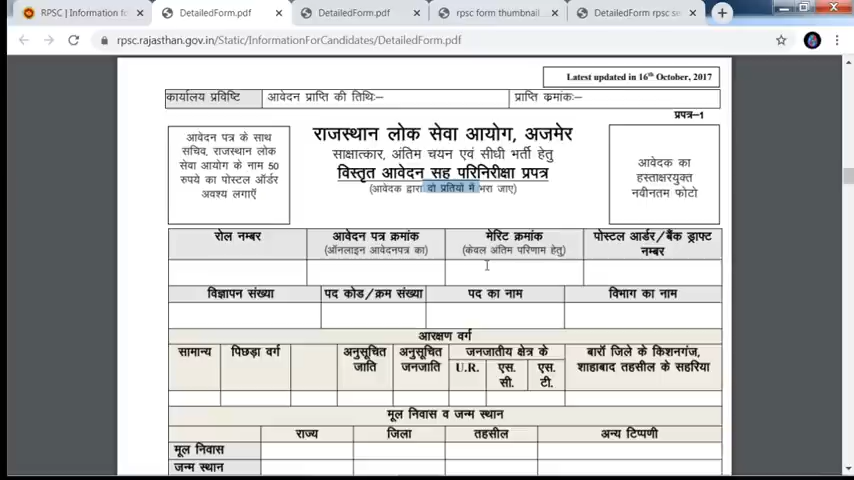 RPSC | Information f
DetailedForm.pdf
DetailedForm.pdf
rpsc form thumbnail
DetailedForm rpsc se
rpsc.rajasthan.gov.in/Static/InformationForCandidates/DetailedForm.pdf
Latest updated in 16th October, 2017
कार्यालय प्रविष्टि
आवेदन प्राप्ति की तिथि:-
प्राप्ति क्रमांक:-
प्रपत्र-1
आवेदन पत्र के साथ
सचिव, राजस्थान लोक
सेवा आयोग के नाम 50
रुपये का पोस्टल ऑर्डर
अवश्य लगाऐं
राजस्थान लोक सेवा आयोग, अजमेर
साक्षात्कार, अंतिम चयन एवं सीधी भर्ती हेतु
विस्तृत आवेदन सह परिनिरीक्षा प्रपत्र
(आवेदक द्वारा दो प्रतियों में भरा जाए)
आवेदक का
हस्ताक्षरयुक्त
नवीनतम फोटो
रोल नम्बर
आवेदन पत्र क्रमांक
(ऑनलाइन आवेदनपत्र का)
मेरिट क्रमांक
(केवल अंतिम परिणाम हेतु)
पोस्टल आर्डर/बैंक ड्राफ्ट
नम्बर
विज्ञापन संख्या
पद कोड/क्रम संख्या
पद का नाम
विभाग का नाम
आरक्षण वर्ग
सामान्य
पिछड़ा वर्ग
अनुसूचित
जाति
अनुसूचित
जनजाति
जनजातीय क्षेत्र के
U.R.
एस.
सी.
एस.
टी.
बारॉ जिले के किशनगंज,
शाहाबाद तहसील के सहरिया
मूल निवास व जन्म स्थान
राज्य
जिला
तहसील
अन्य टिप्पणी
मूल निवास
जन्म स्थान